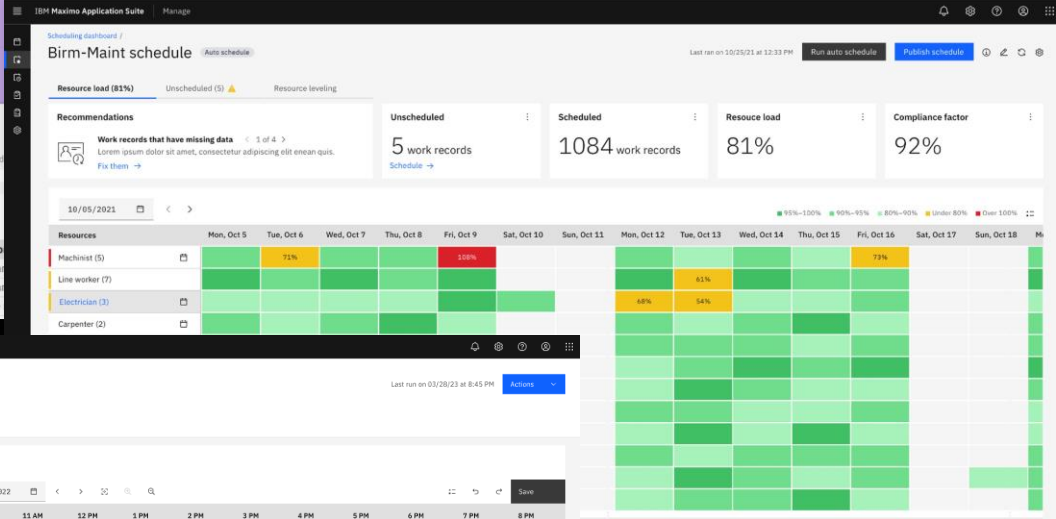 IBM Maximo Application Suite Manage
Scheduling dashboard /
Birm-Maint schedule Auto schedule
Last ran on 10/25/21 at 12:33 PM Run auto schedule Publish schedule
Resource load (81%) Unscheduled (5) Resource leveling
Recommendations
Work records that have missing data < 1 of 4 >
Lorem ipsum dolor sit amet, consectetur adipiscing elit enean quis.
Fix them →
Unscheduled
5 work records
Schedule →
Scheduled
1084 work records
Resouce load
81%
Compliance factor
92%
10/05/2021 < >
95%-100% 90%-95% 80%-90% Under 80% Over 100%
Resources Mon, Oct 5 Tue, Oct 6 Wed, Oct 7 Thu, Oct 8 Fri, Oct 9 Sat, Oct 10 Sun, Oct 11 Mon, Oct 12 Tue, Oct 13 Wed, Oct 14 Thu, Oct 15 Fri, Oct 16 Sat, Oct 17 Sun, Oct 18
Machinist (5) 71% 108% 73%
Line worker (7) 61%
Electrician (3) 68% 54%
Carpenter (2)
Last run on 03/28/23 at 8:45 PM Actions
022 < > Save
11 AM 12 PM 1 PM 2 PM 3 PM 4 PM 5 PM 6 PM 7 PM 8 PM